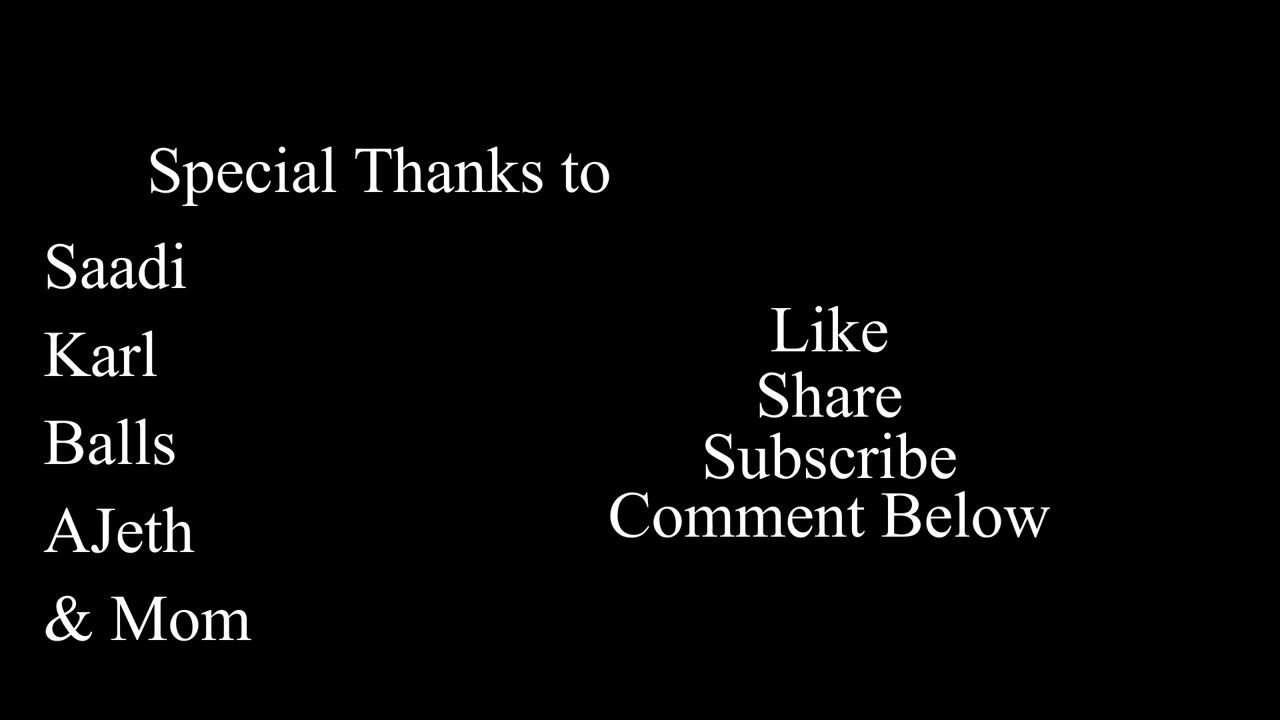 Special Thanks to
Saadi
Karl
Balls
AJeth
& Mom
Like
Share
Subscribe
Comment Below